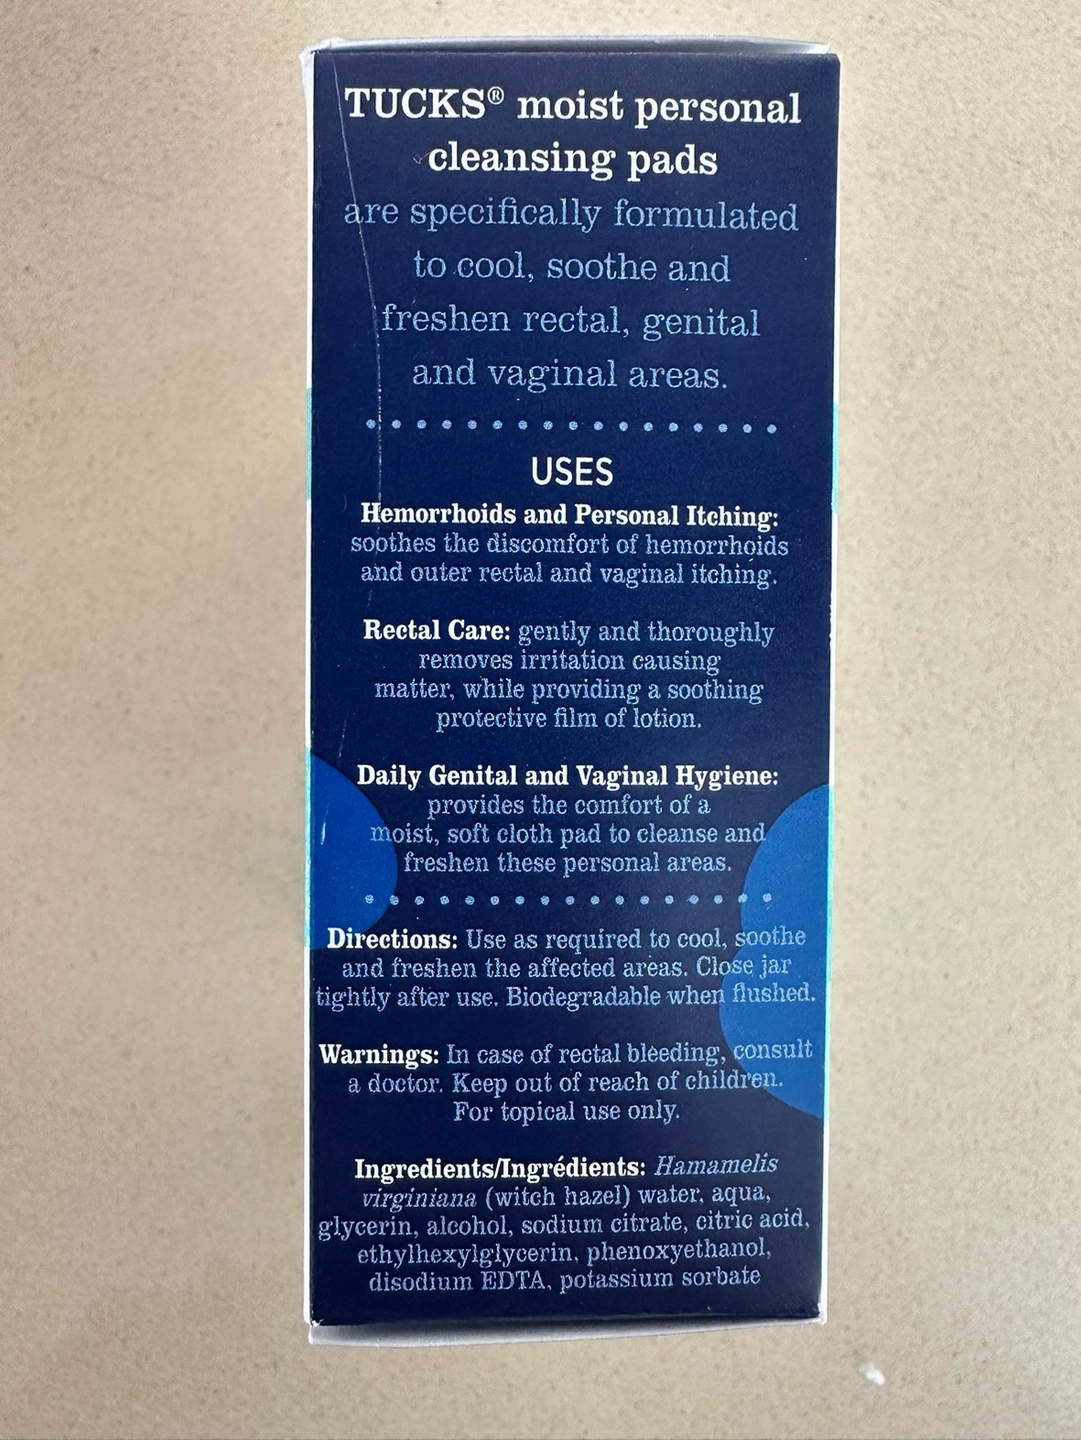 TUCKS® moist personal
cleansing pads
are specifically formulated
to cool, soothe and
freshen rectal, genital
and vaginal areas.
USES
Hemorrhoids and Personal Itching:
soothes the discomfort of hemorrhoids
and outer rectal and vaginal itching.
Rectal Care: gently and thoroughly
removes irritation causing
matter, while providing a soothing
protective film of lotion.
Daily Genital and Vaginal Hygiene:
provides the comfort of a
moist, soft cloth pad to cleanse and
freshen these personal areas.
Directions: Use as required to cool, soothe
and freshen the affected areas. Close jar
tightly after use. Biodegradable when flushed.
Warnings: In case of rectal bleeding, consult
a doctor. Keep out of reach of children.
For topical use only.
Ingredients/Ingrédients: Hamamelis
virginiana (witch hazel) water, aqua,
glycerin, alcohol, sodium citrate, citric acid,
ethylhexylglycerin, phenoxyethanol,
disodium EDTA, potassium sorbate